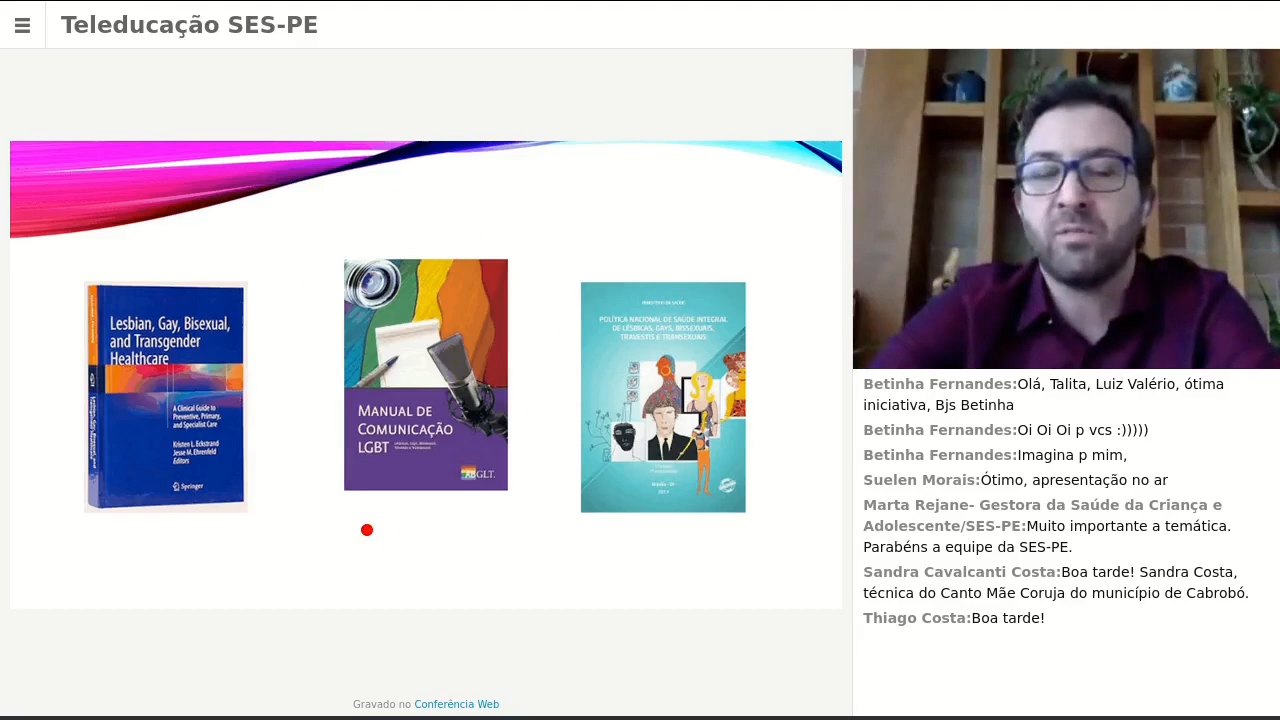 Teleducação SES-PE
Lesbian, Gay, Bisexual,
and Transgender
Healthcare
A Clinical Guide to
Preventive, Primary,
and Specialist Care
Kristen L. Eckstrand
Jesse M. Ehrenfeld
Editors
Springer
MANUAL DE
COMUNICAÇÃO
LGBT
ABGLT.
MINISTÉRIO DA SAÚDE
POLÍTICA NACIONAL DE SAÚDE INTEGRAL
DE LÉSBICAS, GAYS, BISSEXUAIS,
TRAVESTIS E TRANSEXUAIS
Betinha Fernandes:Olá, Talita, Luiz Valério, ótima
iniciativa, Bjs Betinha
Betinha Fernandes:Oi Oi Oi p vcs :)))))
Betinha Fernandes:Imagina p mim,
Suelen Morais:Ótimo, apresentação no ar
Marta Rejane- Gestora da Saúde da Criança e
Adolescente/SES-PE:Muito importante a temática.
Parabéns a equipe da SES-PE.
Sandra Cavalcanti Costa:Boa tarde! Sandra Costa,
técnica do Canto Mãe Coruja do município de Cabrobó.
Thiago Costa:Boa tarde!
Gravado no Conferência Web